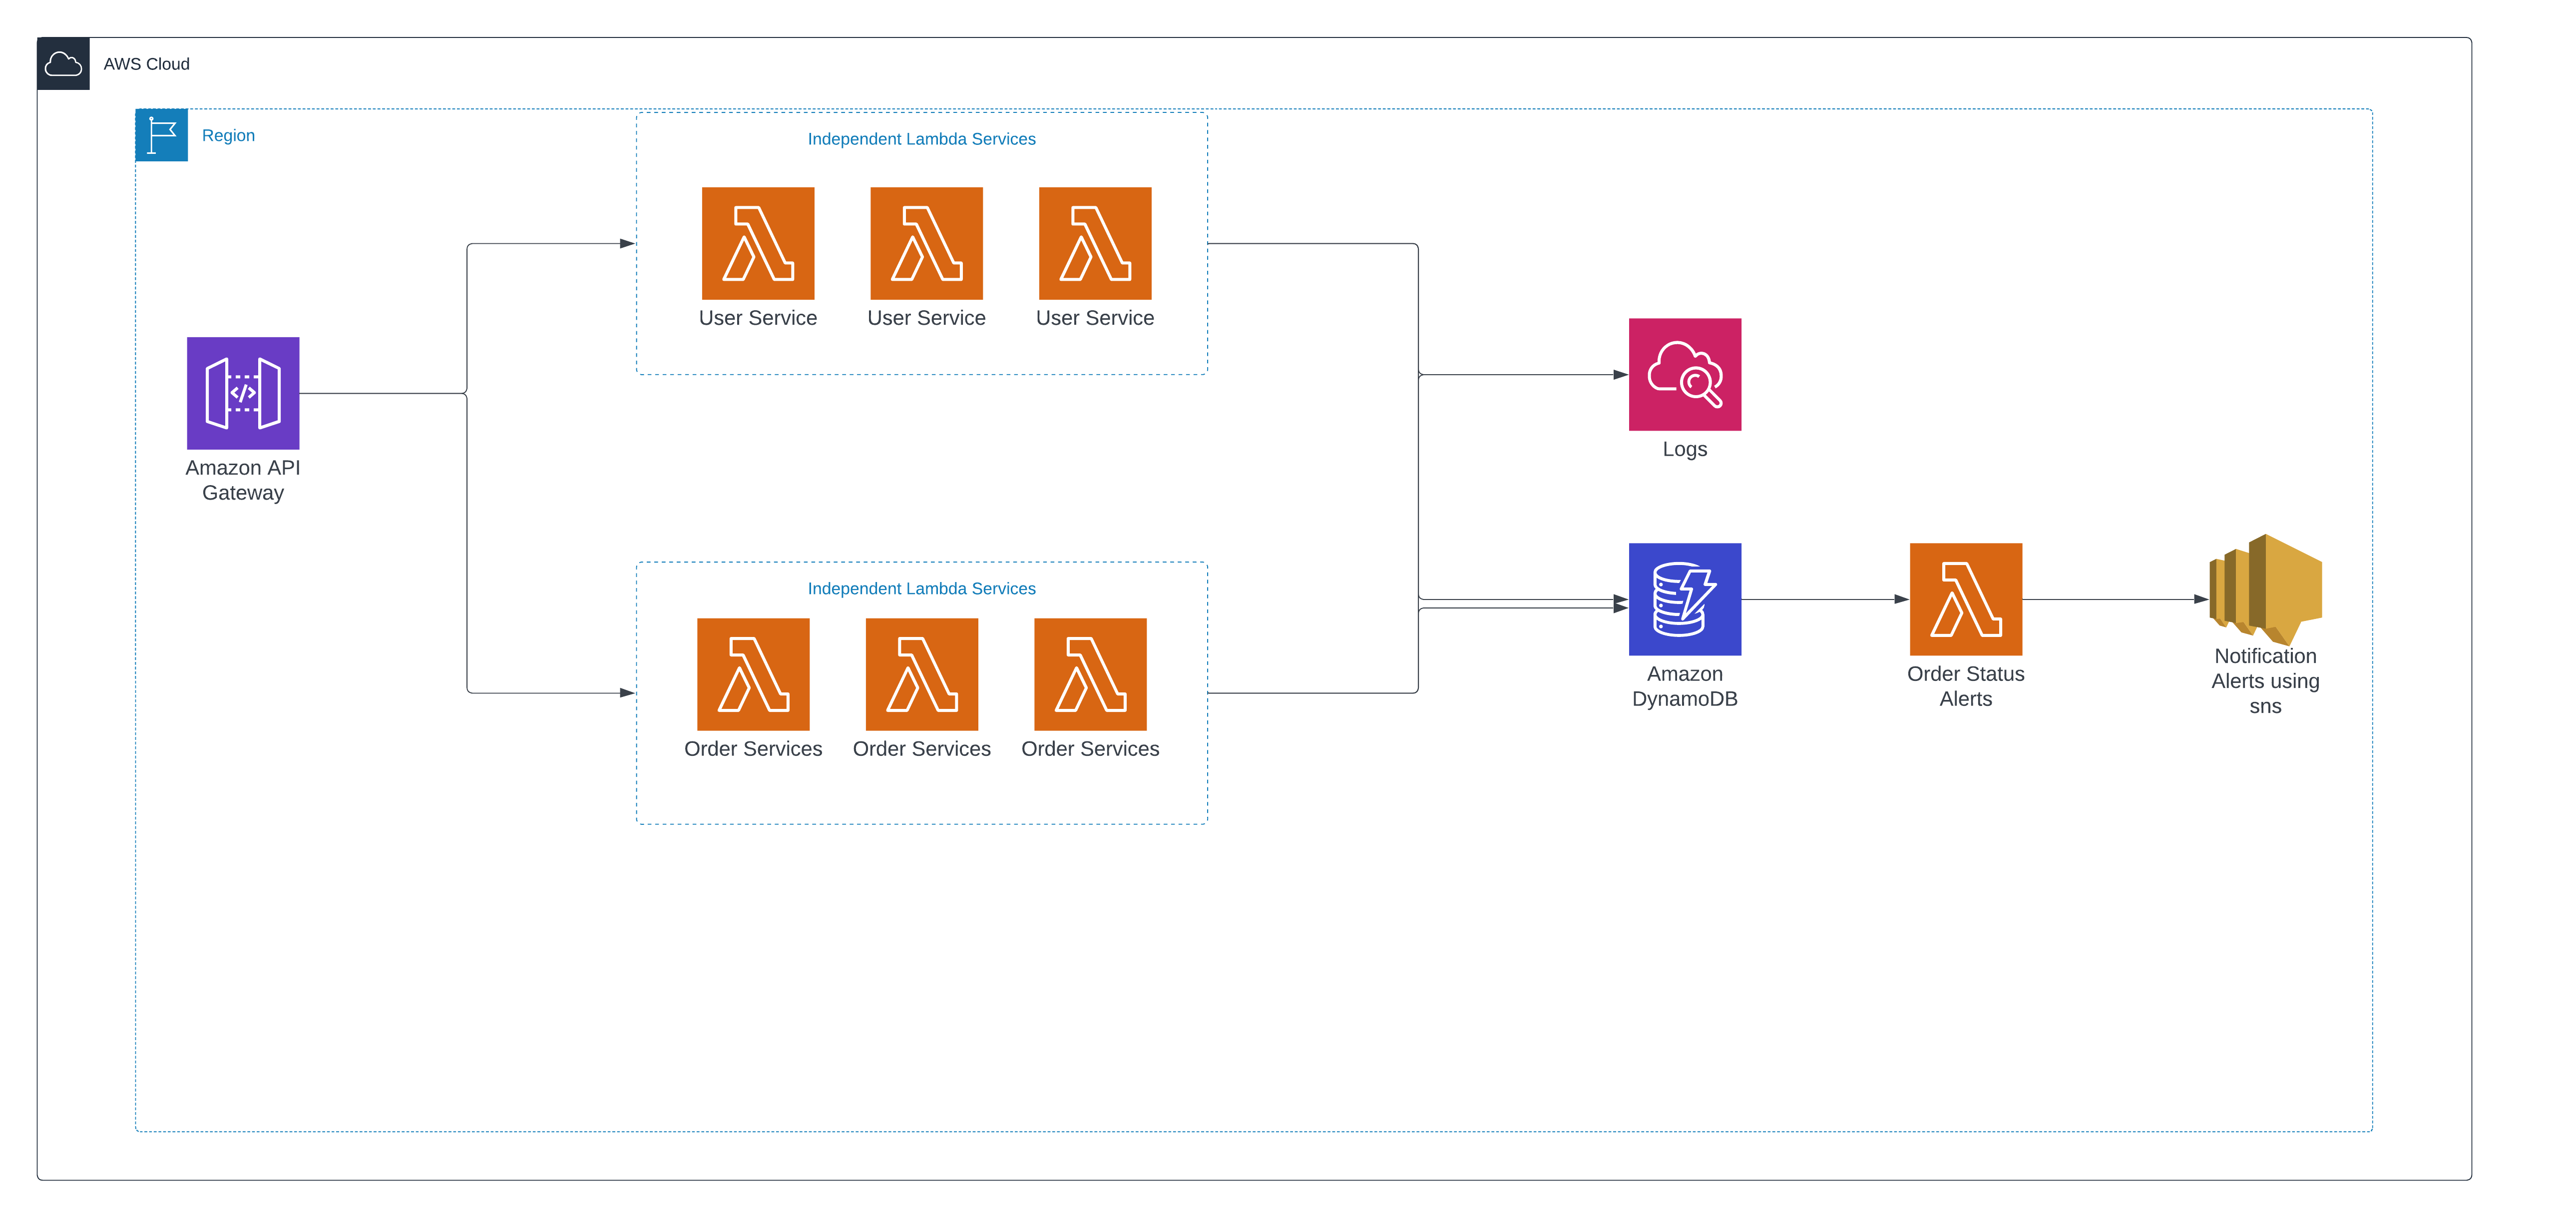 AWS Cloud
Region
Independent Lambda Services
User Service
User Service
User Service
Amazon API
Gateway
Logs
Independent Lambda Services
Order Services
Order Services
Order Services
Amazon
DynamoDB
Order Status
Alerts
Notification
Alerts using
sns